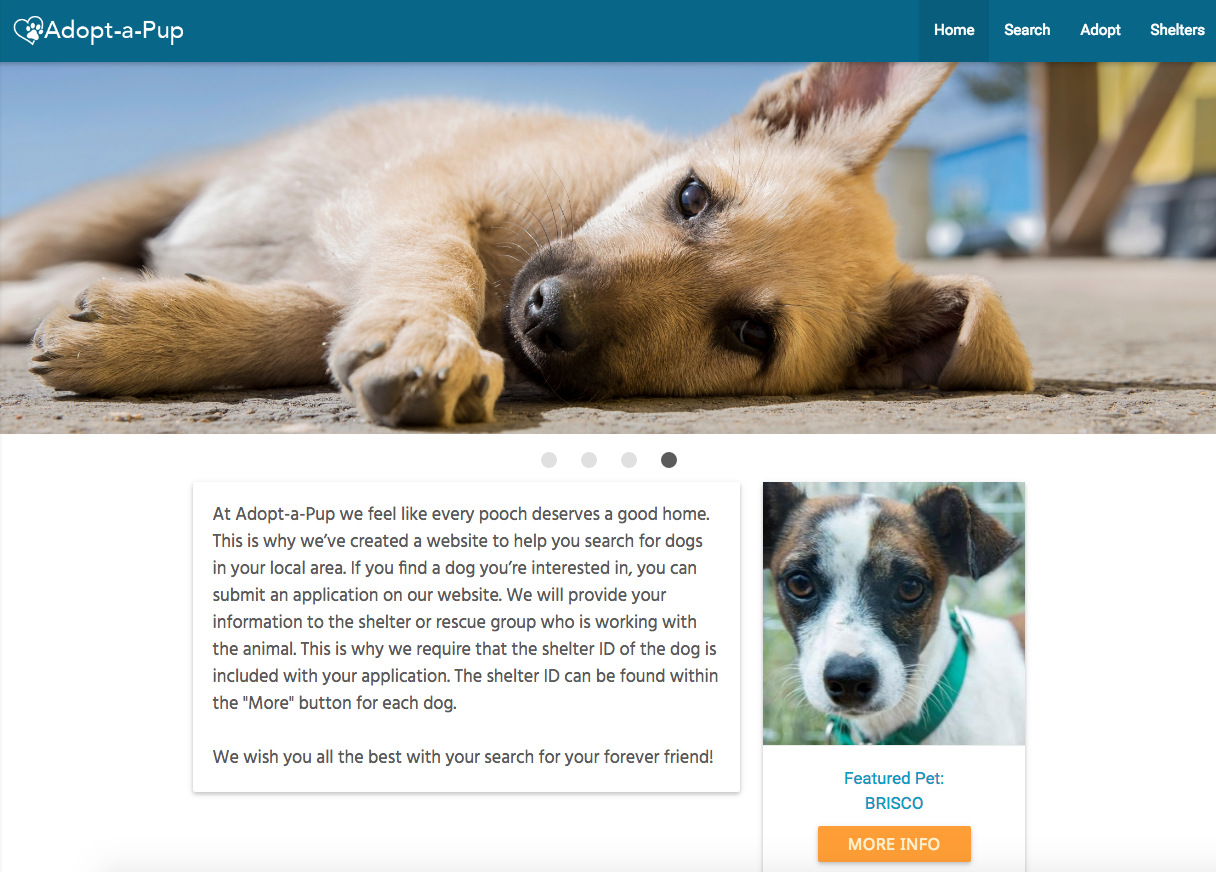 Adopt-a-Pup
Home Search Adopt Shelters
At Adopt-a-Pup we feel like every pooch deserves a good home.
This is why we’ve created a website to help you search for dogs
in your local area. If you find a dog you’re interested in, you can
submit an application on our website. We will provide your
information to the shelter or rescue group who is working with
the animal. This is why we require that the shelter ID of the dog is
included with your application. The shelter ID can be found within
the "More" button for each dog.
We wish you all the best with your search for your forever friend!
Featured Pet:
BRISCO
MORE INFO